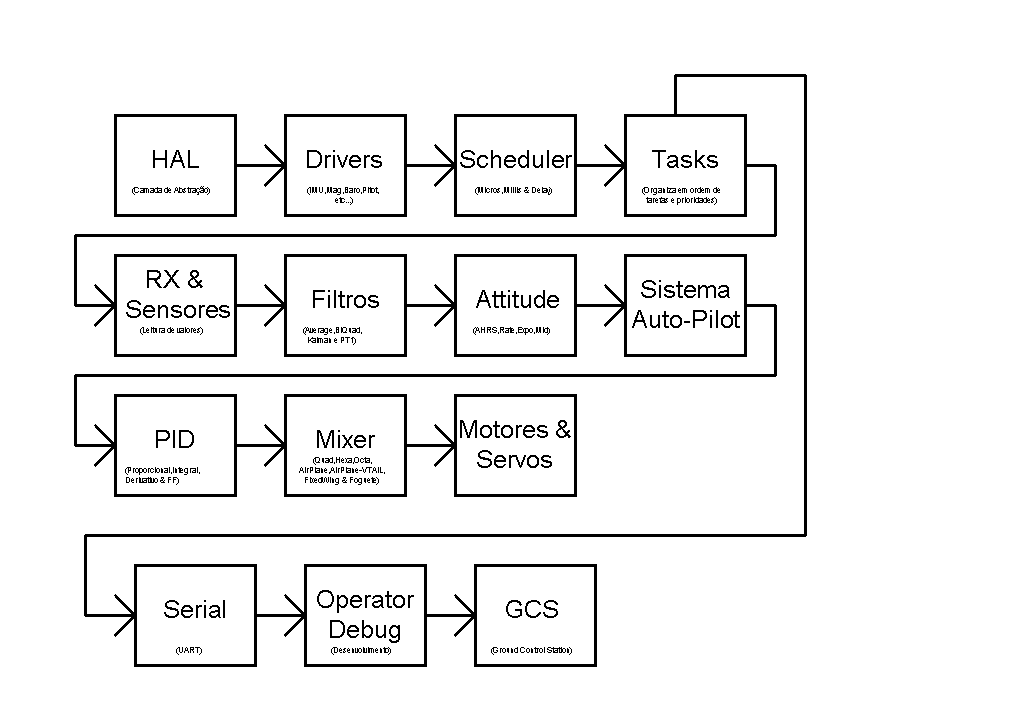 HAL
(Camada de Abstração)
Drivers
(IMU,Mag,Baro,Pitot,
etc...)
Scheduler
(Micros,Millis & Delay)
Tasks
(Organiza em ordem de
tarefas e prioridades)
RX &
Sensores
(Leitura de valores)
Filtros
(Average,BiQuad,
Kalman e PT1)
Attitude
(AHRS,Rate,Expo,Mid)
Sistema
Auto-Pilot
PID
(Proporcional,Integral,
Derivativo & FF)
Mixer
(Quad,Hexa,Octa,
AirPlane,AirPlane-VTAIL,
FixedWing & Foguete)
Motores &
Servos
Serial
(UART)
Operator
Debug
(Desenvolvimento)
GCS
(Ground Control Station)